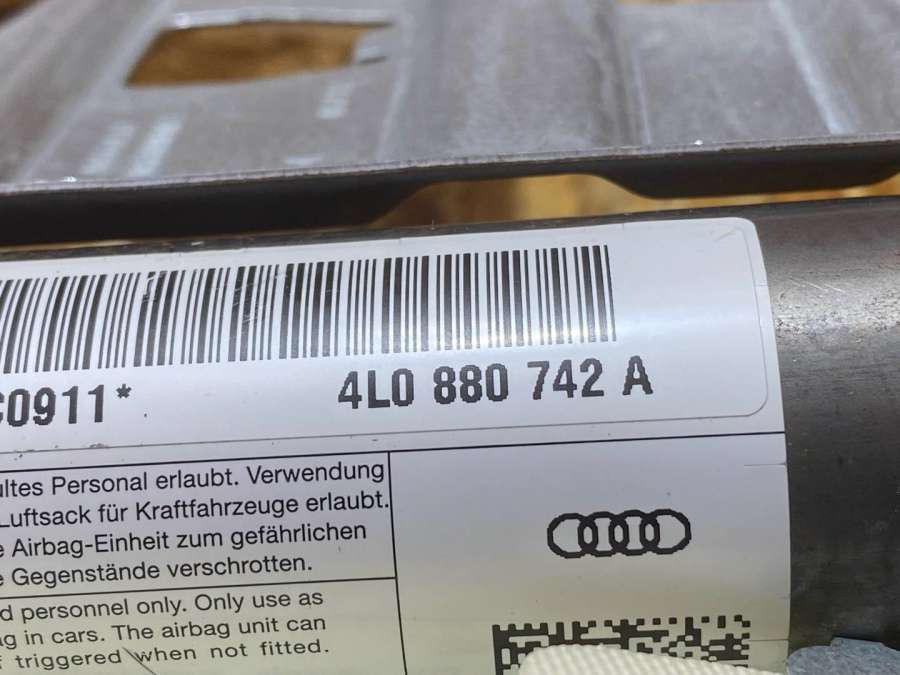 C0911*
4L0 880 742 A
ultes Personal erlaubt. Verwendung
Luftsack für Kraftfahrzeuge erlaubt.
e Airbag-Einheit zum gefährlichen
e Gegenstände verschrotten.
d personnel only. Only use as
g in cars. The airbag unit can
f triggered when not fitted.